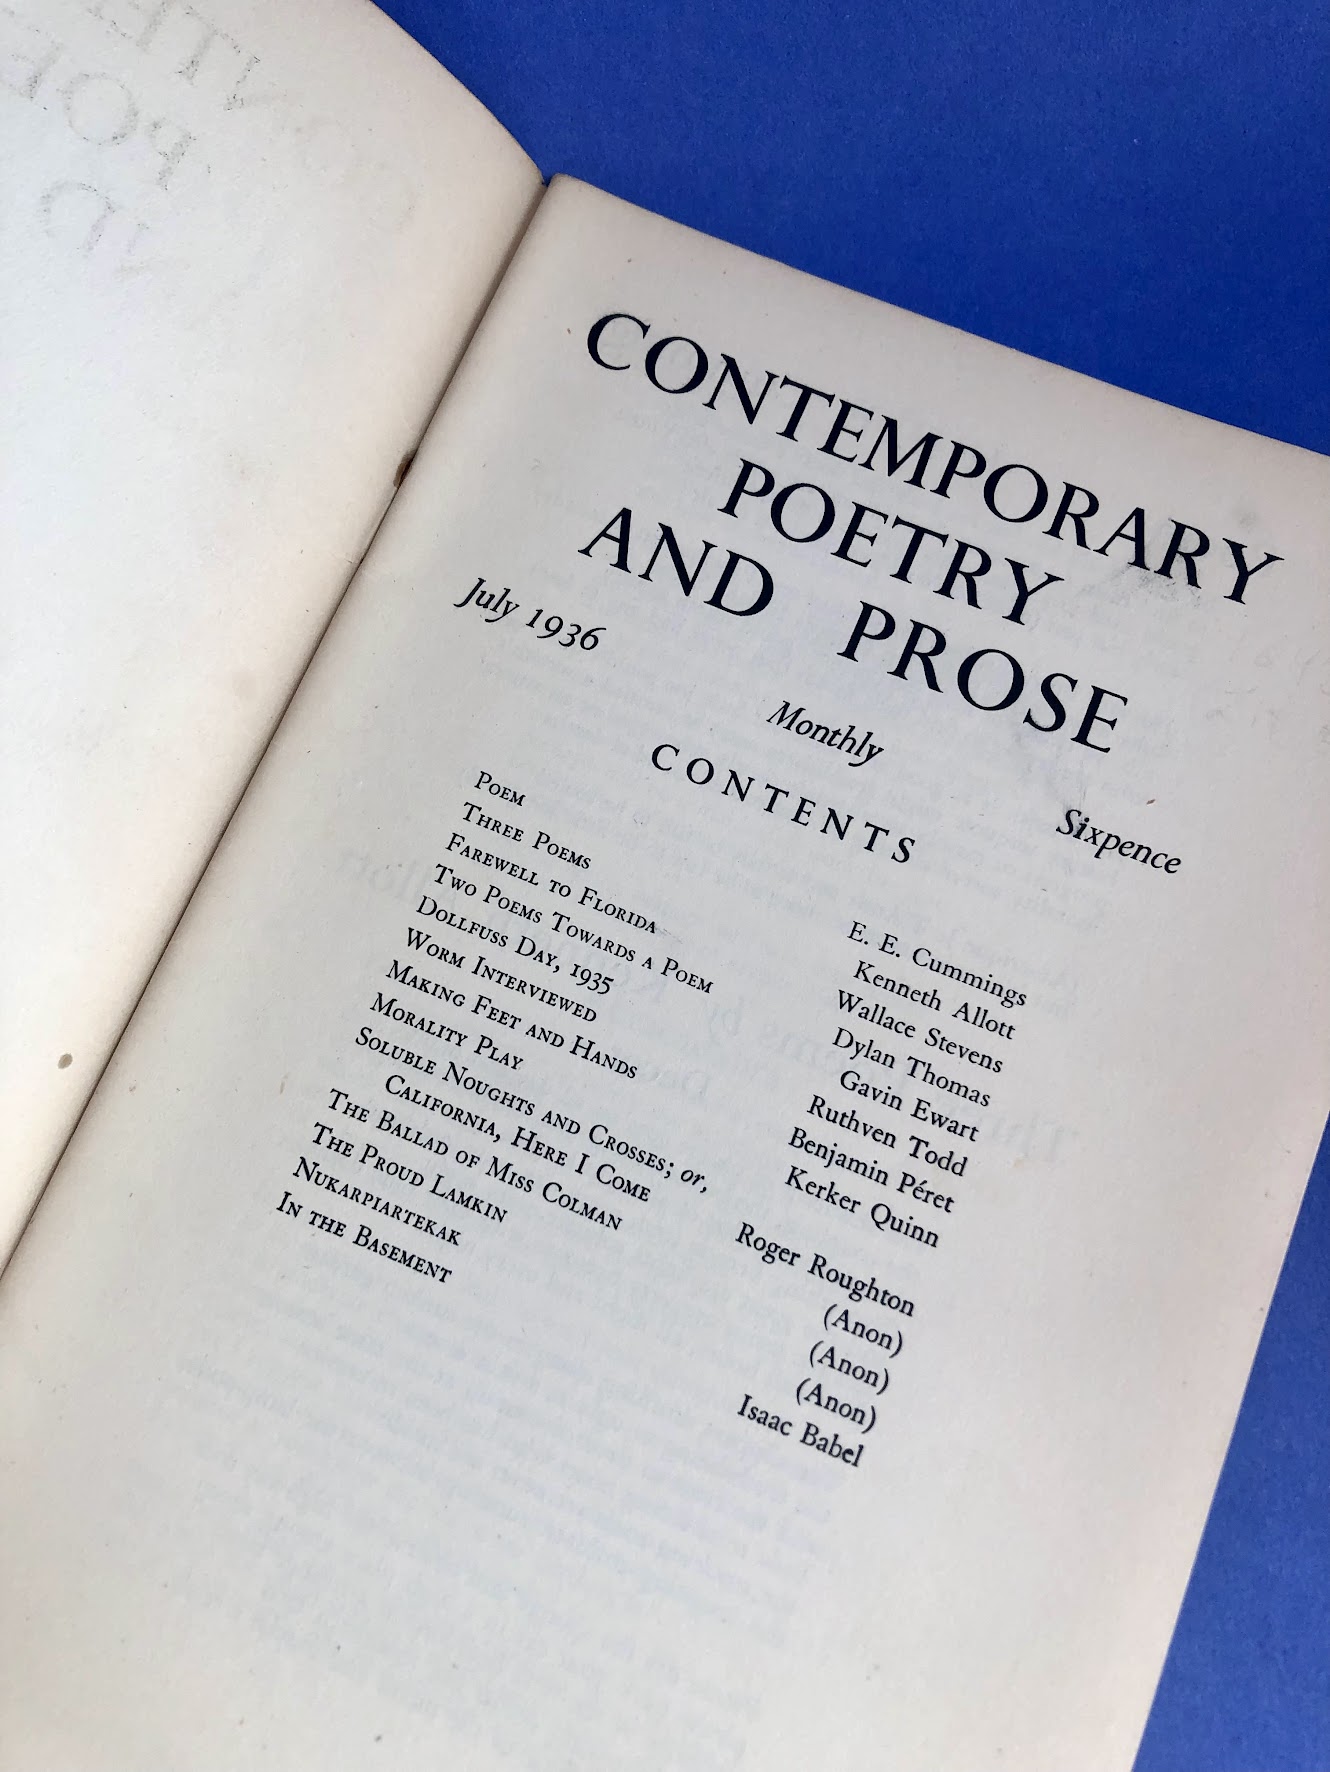 CONTEMPORARY
POETRY
AND PROSE
July 1936 Monthly Sixpence
CONTENTS
POEM E. E. Cummings
THREE POEMS Kenneth Allott
FAREWELL TO FLORIDA Wallace Stevens
TWO POEMS TOWARDS A POEM Dylan Thomas
DOLLFUSS DAY, 1935 Gavin Ewart
WORM INTERVIEWED Ruthven Todd
MAKING FEET AND HANDS Benjamin Péret
MORALITY PLAY Kerker Quinn
SOLUBLE NOUGHTS AND CROSSES; or,
CALIFORNIA, HERE I COME Roger Roughton
THE BALLAD OF MISS COLMAN (Anon)
THE PROUD LAMKIN (Anon)
NUKARPIARTEKAK (Anon)
IN THE BASEMENT Isaac Babel